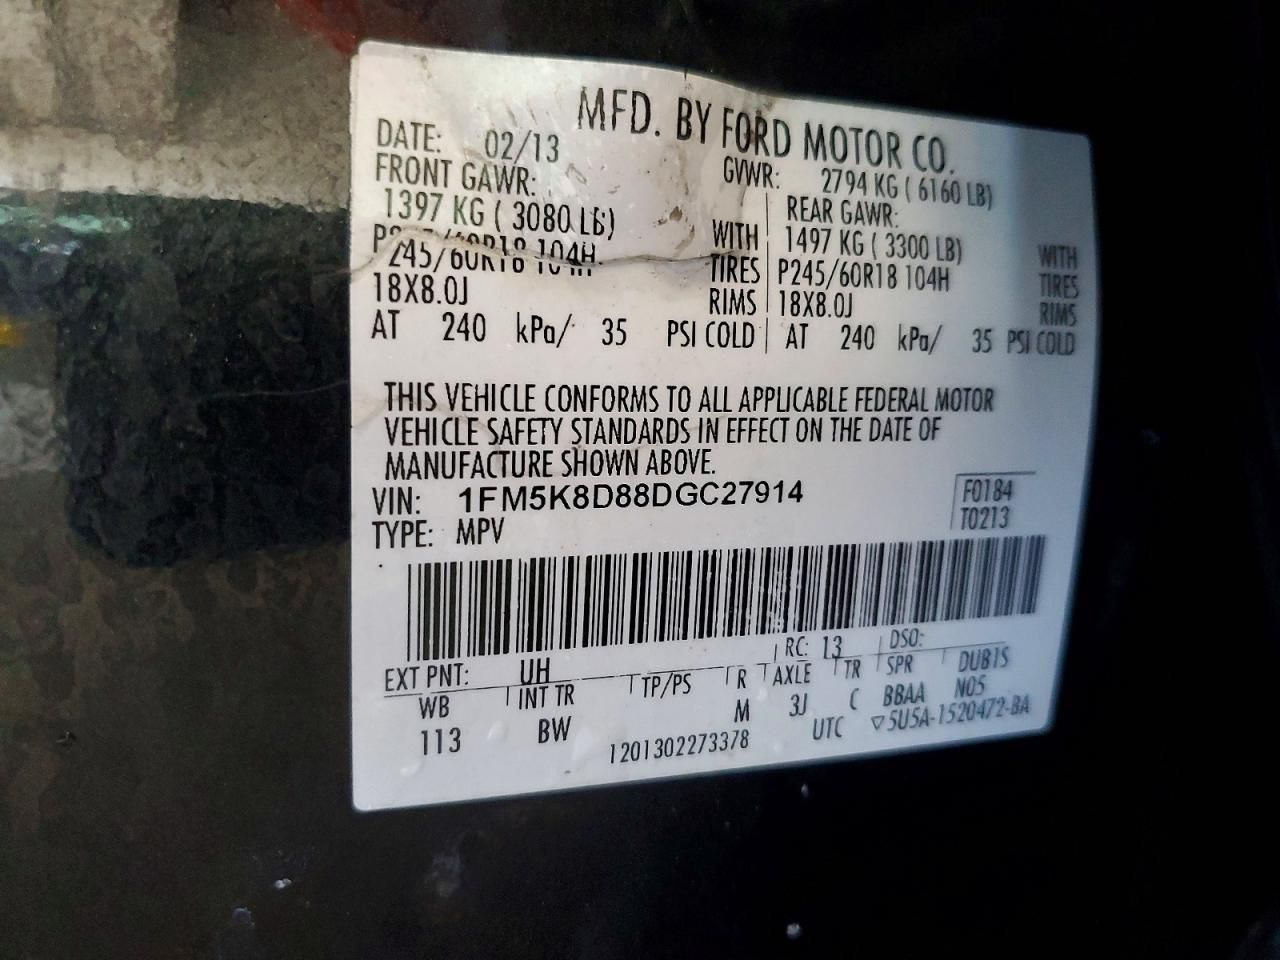 MFD. BY FORD MOTOR CO.
DATE: 02/13 GVWR: 2794 KG ( 6160 LB)
FRONT GAWR: REAR GAWR:
1397 KG ( 3080 LB) WITH 1497 KG ( 3300 LB) WITH
245/60R18 104H TIRES P245/60R18 104H TIRES
18X8.0J RIMS 18X8.0J RIMS
AT 240 kPa/ 35 PSI COLD AT 240 kPa/ 35 PSI COLD
THIS VEHICLE CONFORMS TO ALL APPLICABLE FEDERAL MOTOR
VEHICLE SAFETY STANDARDS IN EFFECT ON THE DATE OF
MANUFACTURE SHOWN ABOVE.
VIN: 1FM5K8D88DGC27914 F0184
TYPE: MPV T0213
EXT PNT: UH RC: 13 DSO:
WB INT TR TP/PS R AXLE TR SPR DUBIS
113 BW M 3J C BBAA NO5
1201302273378 UTC ▽5U5A-1520472-BA